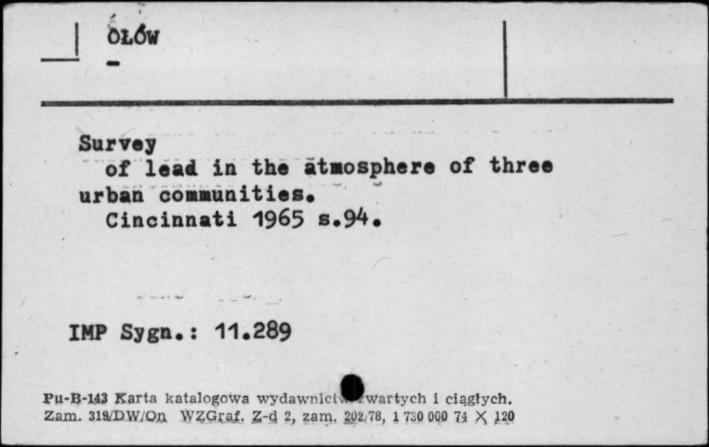 OŁÓW
Survey
of lead in the atmosphere of three
urban communities.
Cincinnati 1965 s.94.
IMP Sygn.: 11.289
Pu-B-143 Karta katalogowa wydawnictw zwartych i ciągłych.
Zam. 318/DW/On WZGraf. Z-d 2, zam. 202/78, 1 730 000 74 X 120